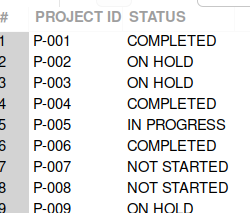 # PROJECT ID STATUS
1 P-001 COMPLETED
2 P-002 ON HOLD
3 P-003 ON HOLD
4 P-004 COMPLETED
5 P-005 IN PROGRESS
6 P-006 COMPLETED
7 P-007 NOT STARTED
8 P-008 NOT STARTED
9 P-009 ON HOLD